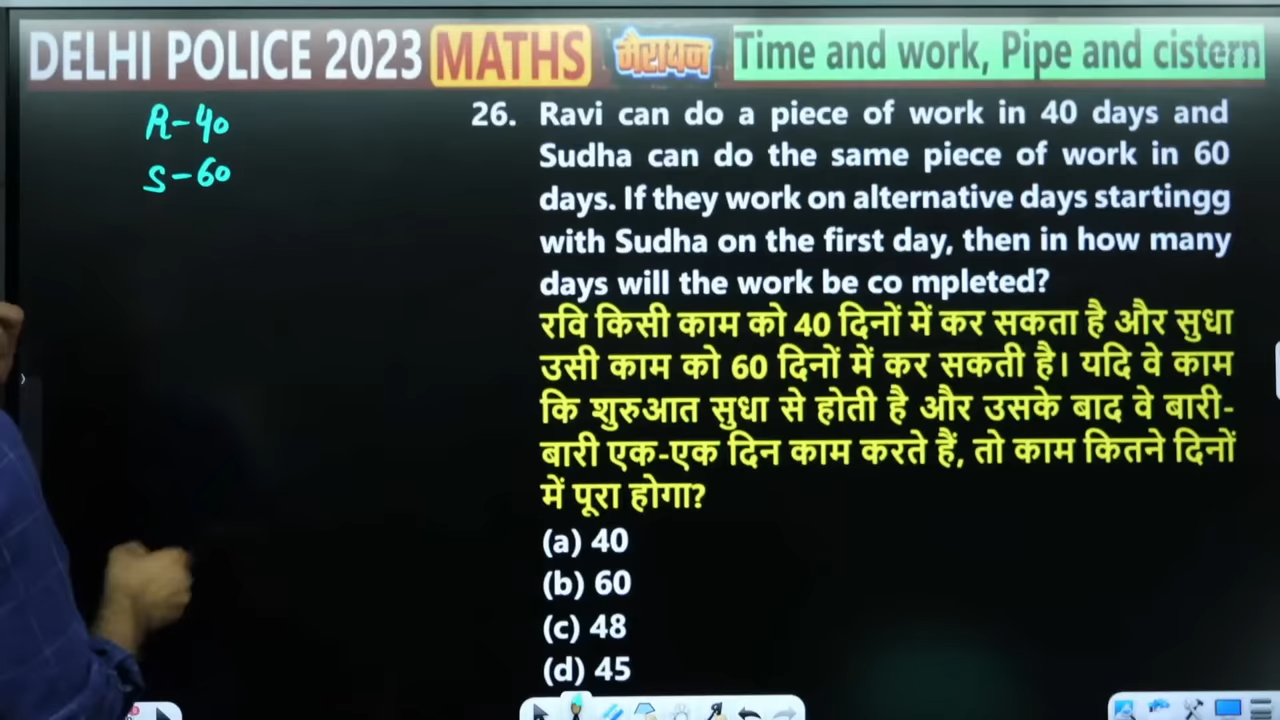 DELHI POLICE 2023 MATHS मैराथन Time and work, Pipe and cistern
R-40
S-60
26. Ravi can do a piece of work in 40 days and
Sudha can do the same piece of work in 60
days. If they work on alternative days startingg
with Sudha on the first day, then in how many
days will the work be co mpleted?
रवि किसी काम को 40 दिनों में कर सकता है और सुधा
उसी काम को 60 दिनों में कर सकती है। यदि वे काम
कि शुरुआत सुधा से होती है और उसके बाद वे बारी-
बारी एक-एक दिन काम करते हैं, तो काम कितने दिनों
में पूरा होगा?
(a) 40
(b) 60
(c) 48
(d) 45